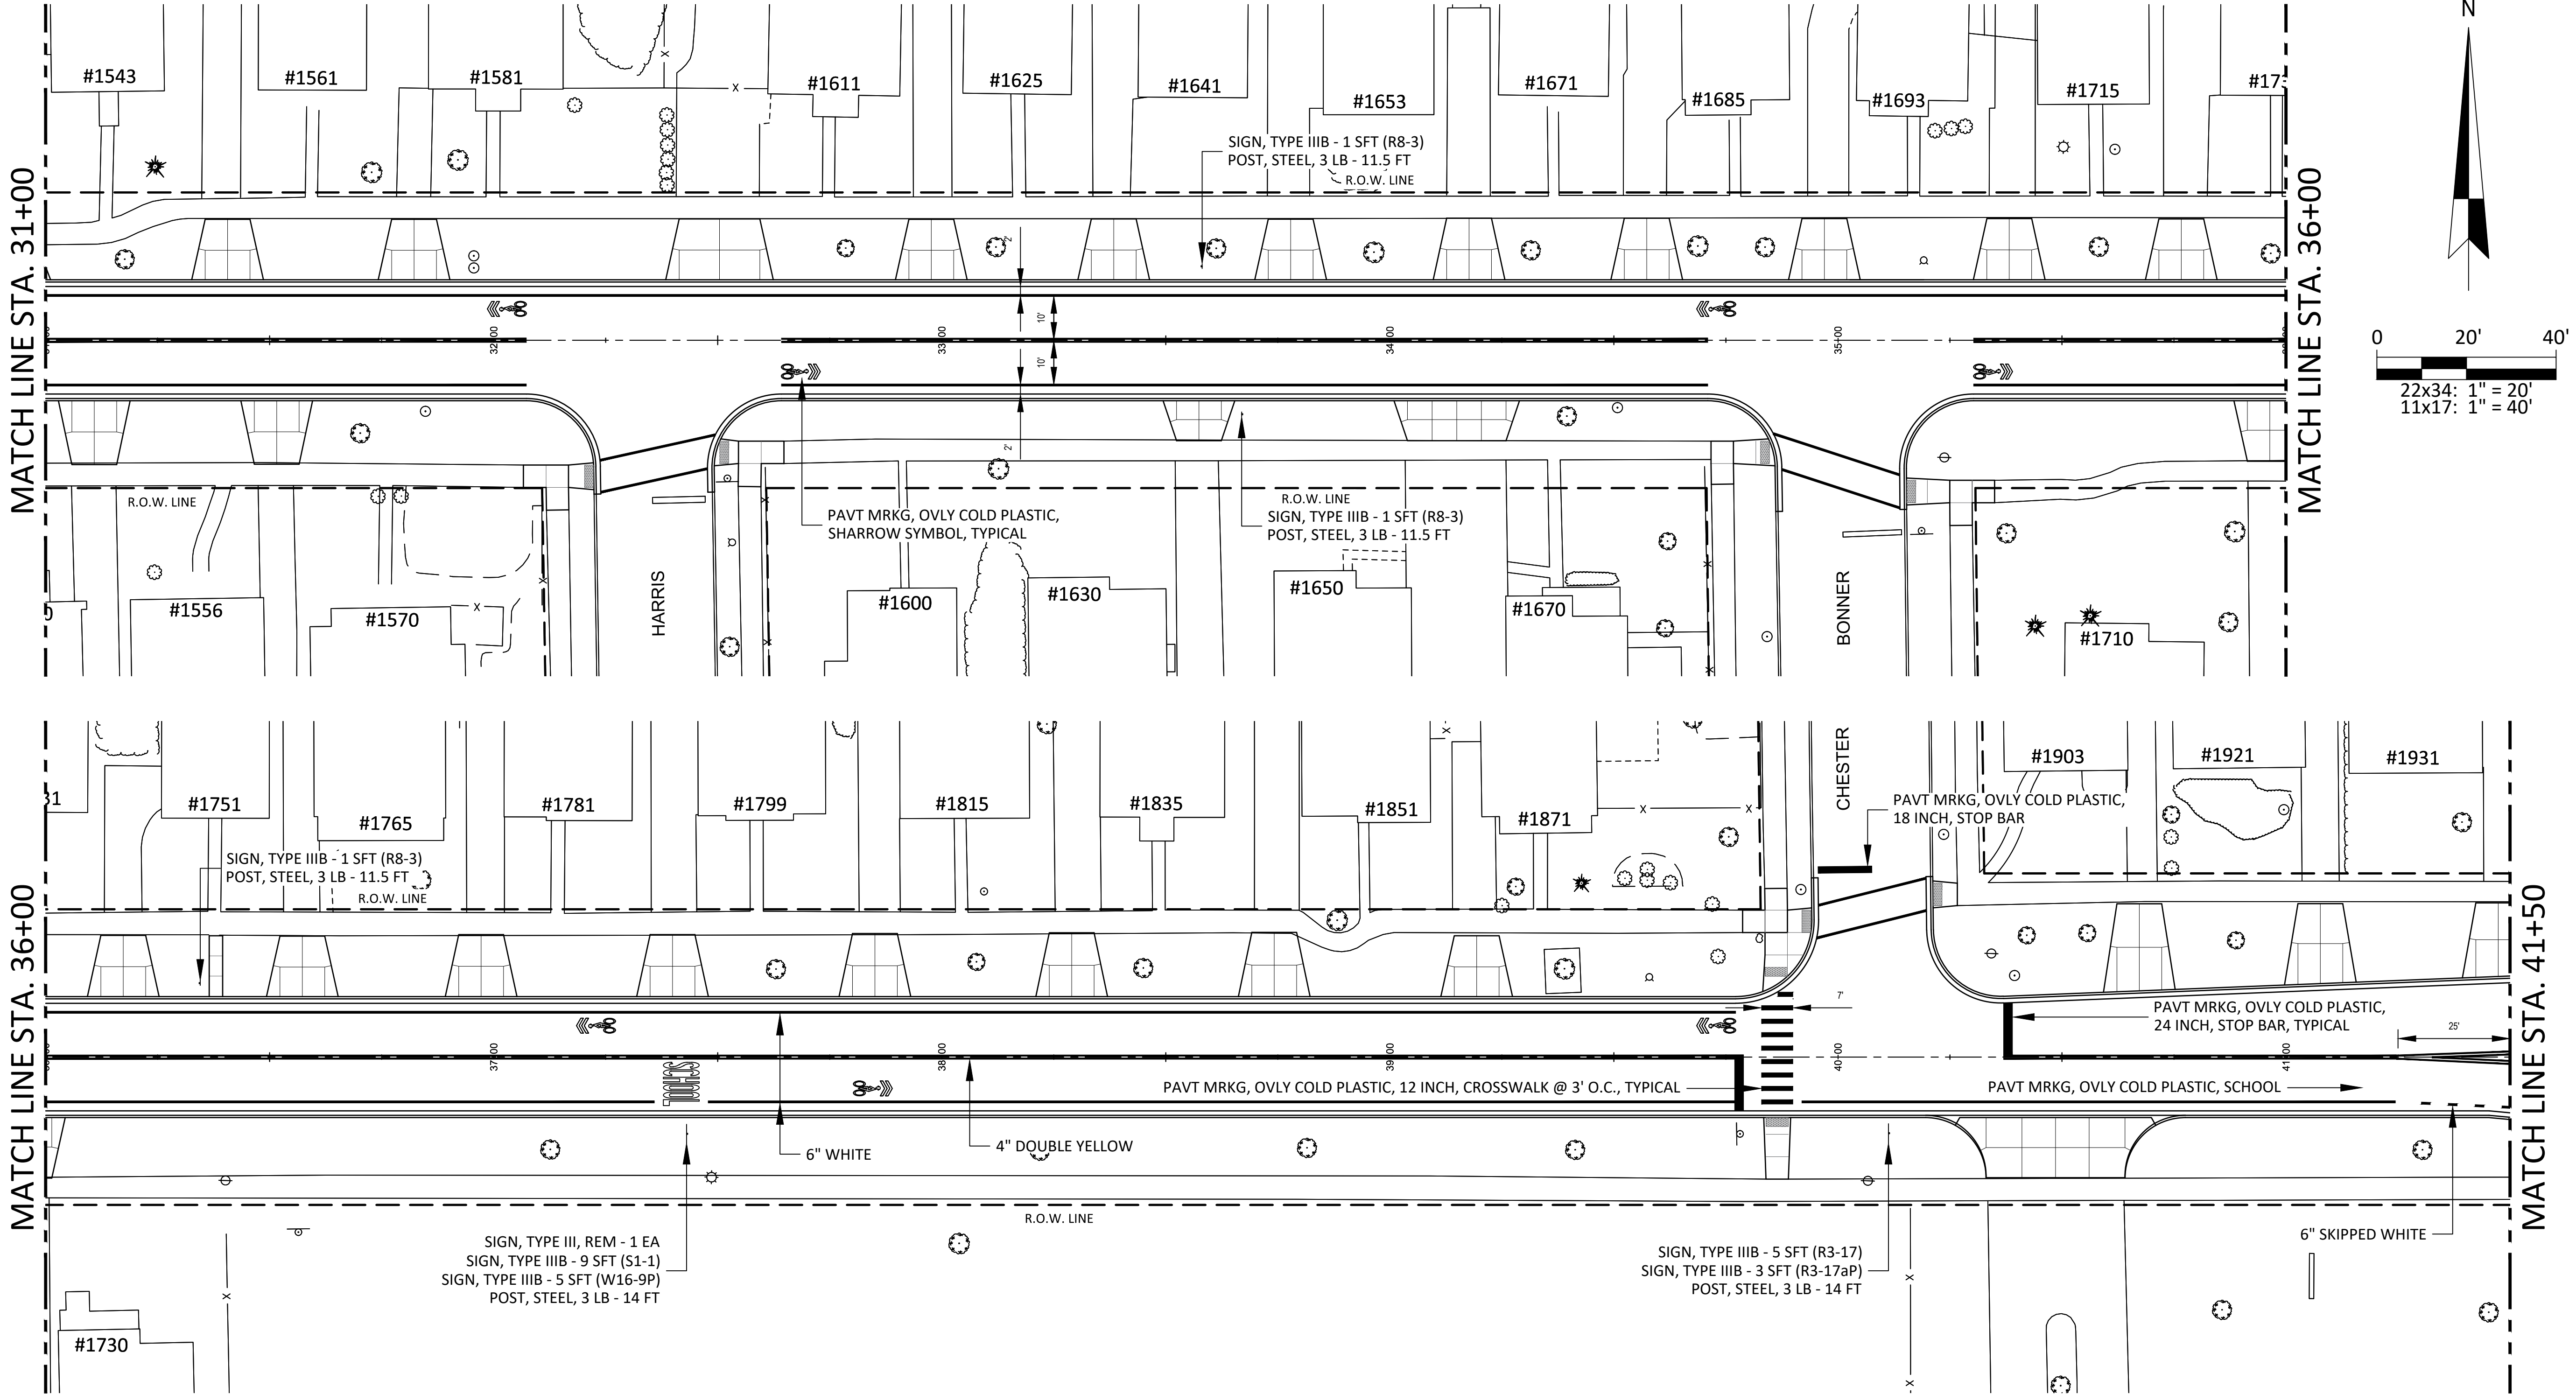 N
#1543
#1561
#1581
#1611
#1625
#1641
#1653
#1671
#1685
#1693
#1715
SIGN, TYPE IIIB - 1 SFT (R8-3)
POST, STEEL, 3 LB - 11.5 FT
R.O.W. LINE
MATCH LINE STA. 31+00
MATCH LINE STA. 36+00
2'
10'
32+00
33+00
34+00
35+00
10'
2'
0 20' 40'
22x34: 1" = 20'
11x17: 1" = 40'
R.O.W. LINE
PAVT MRKG, OVLY COLD PLASTIC,
SHARROW SYMBOL, TYPICAL
R.O.W. LINE
SIGN, TYPE IIIB - 1 SFT (R8-3)
POST, STEEL, 3 LB - 11.5 FT
HARRIS
BONNER
#1556
#1570
#1600
#1630
#1650
#1670
#1710
#1751
#1765
#1781
#1799
#1815
#1835
#1851
#1871
CHESTER
#1903
#1921
#1931
PAVT MRKG, OVLY COLD PLASTIC,
18 INCH, STOP BAR
SIGN, TYPE IIIB - 1 SFT (R8-3)
POST, STEEL, 3 LB - 11.5 FT
R.O.W. LINE
MATCH LINE STA. 36+00
MATCH LINE STA. 41+50
7'
PAVT MRKG, OVLY COLD PLASTIC,
24 INCH, STOP BAR, TYPICAL
25'
37+00
38+00
39+00
40+00
41+00
SCHOOL
PAVT MRKG, OVLY COLD PLASTIC, 12 INCH, CROSSWALK @ 3' O.C., TYPICAL
PAVT MRKG, OVLY COLD PLASTIC, SCHOOL
6" WHITE
4" DOUBLE YELLOW
R.O.W. LINE
6" SKIPPED WHITE
SIGN, TYPE III, REM - 1 EA
SIGN, TYPE IIIB - 9 SFT (S1-1)
SIGN, TYPE IIIB - 5 SFT (W16-9P)
POST, STEEL, 3 LB - 14 FT
SIGN, TYPE IIIB - 5 SFT (R3-17)
SIGN, TYPE IIIB - 3 SFT (R3-17aP)
POST, STEEL, 3 LB - 14 FT
#1730